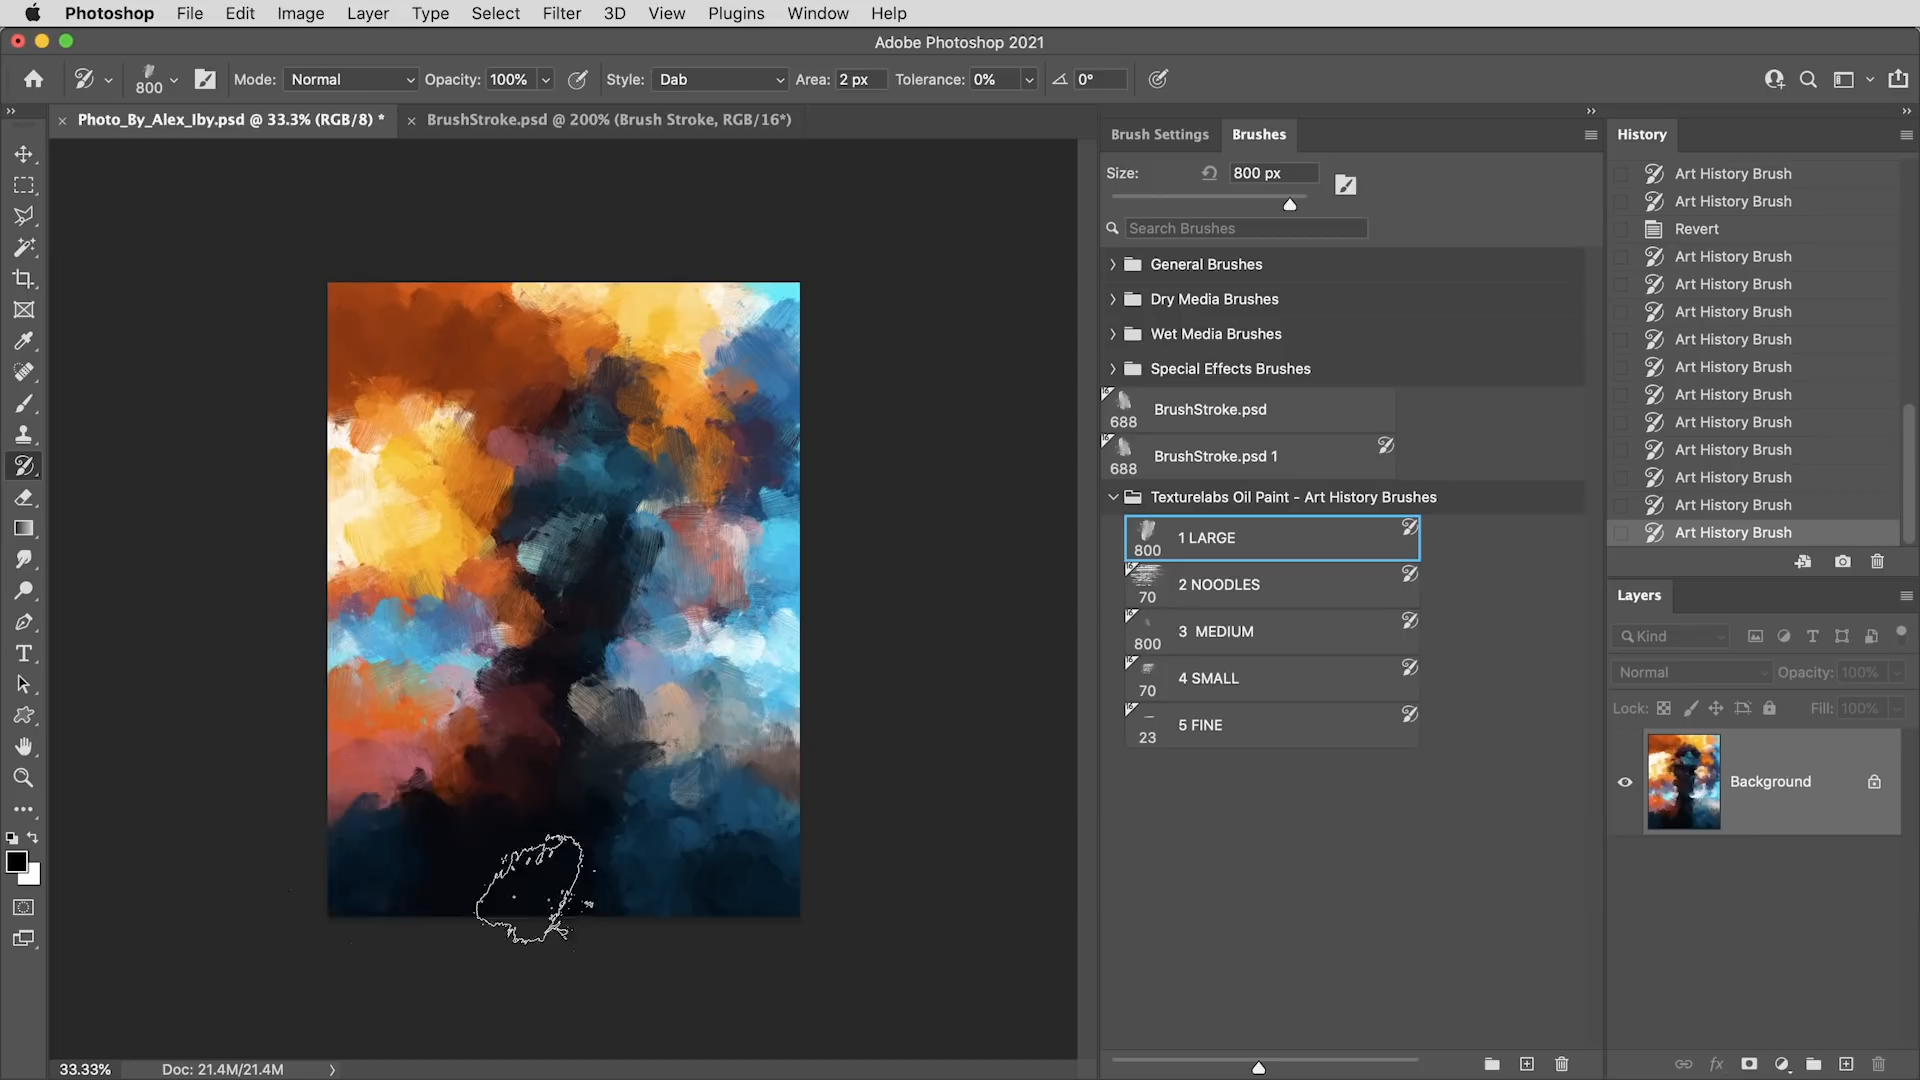 Photoshop File Edit Image Layer Type Select Filter 3D View Plugins Window Help
Adobe Photoshop 2021
800 Mode: Normal Opacity: 100% Style: Dab Area: 2 px Tolerance: 0% 0°
Photo_By_Alex_Iby.psd @ 33.3% (RGB/8) *
BrushStroke.psd @ 200% (Brush Stroke, RGB/16*)
Brush Settings
Brushes
Size: 800 px
Search Brushes
General Brushes
Dry Media Brushes
Wet Media Brushes
Special Effects Brushes
BrushStroke.psd
688
BrushStroke.psd 1
688
Texturelabs Oil Paint - Art History Brushes
1 LARGE
800
2 NOODLES
70
3 MEDIUM
800
4 SMALL
70
5 FINE
23
History
Art History Brush
Art History Brush
Revert
Art History Brush
Art History Brush
Art History Brush
Art History Brush
Art History Brush
Art History Brush
Art History Brush
Art History Brush
Art History Brush
Art History Brush
Art History Brush
Layers
Kind
Normal Opacity: 100%
Lock: Fill: 100%
Background
33.33% Doc: 21.4M/21.4M